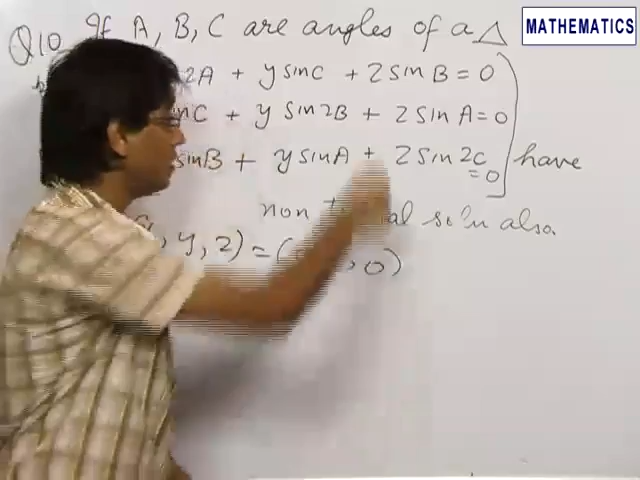 Q10 If A, B, C are angles of a Δ
MATHEMATICS
2A + y sinC + z sin B = 0
nC + y sin2B + z sin A = 0
sinB + y sinA + z sin 2C = 0
have
non al sol^n also
, y, z) = ( , 0)